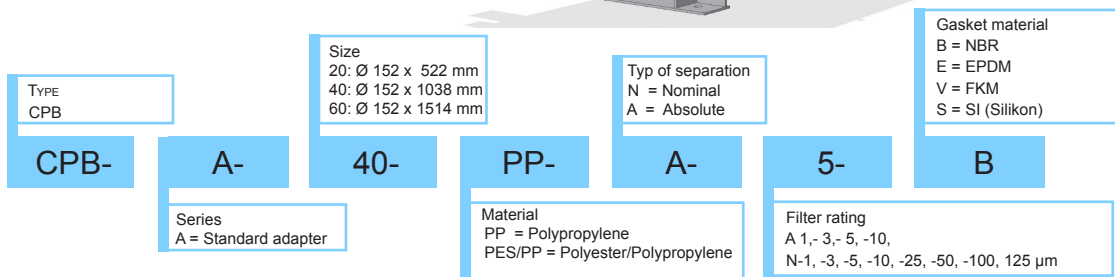 Gasket material
B = NBR
E = EPDM
V = FKM
S = SI (Silikon)
Size
20: Ø 152 x 522 mm
40: Ø 152 x 1038 mm
60: Ø 152 x 1514 mm
Typ of separation
N = Nominal
A = Absolute
TYPE
CPB
CPB- A- 40- PP- A- 5- B
Series
A = Standard adapter
Material
PP = Polypropylene
PES/PP = Polyester/Polypropylene
Filter rating
A 1,- 3,- 5, -10,
N-1, -3, -5, -10, -25, -50, -100, 125 µm